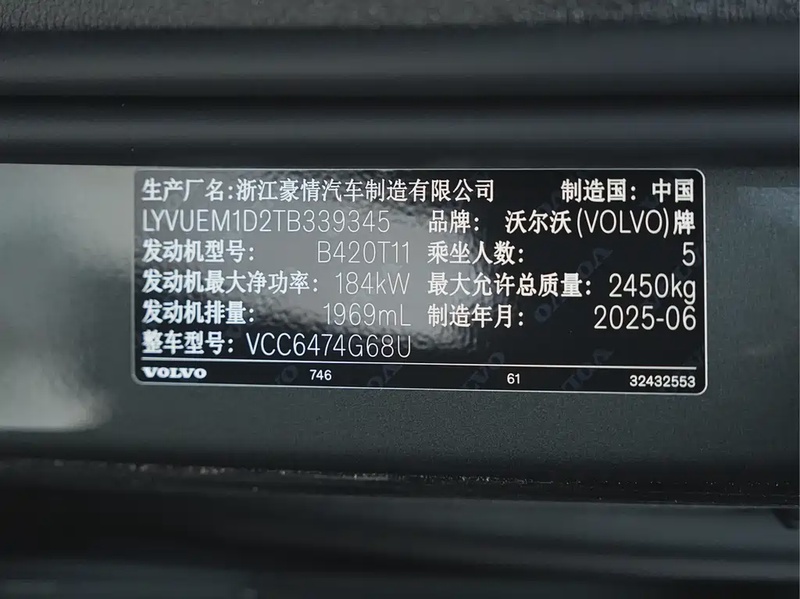 生产厂名:浙江豪情汽车制造有限公司 制造国: 中国
LYVUEM1D2TB339345 品牌: 沃尔沃(VOLVO)牌
发动机型号: B420T11 乘坐人数: 5
发动机最大净功率: 184kW 最大允许总质量: 2450kg
发动机排量: 1969mL 制造年月: 2025-06
整车型号: VCC6474G68U
VOLVO 746 61 32432553